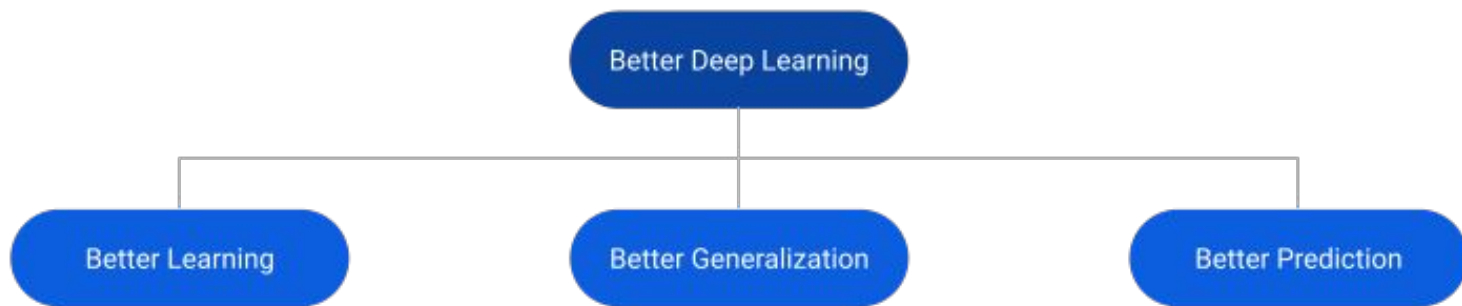 Better Deep Learning
Better Learning
Better Generalization
Better Prediction